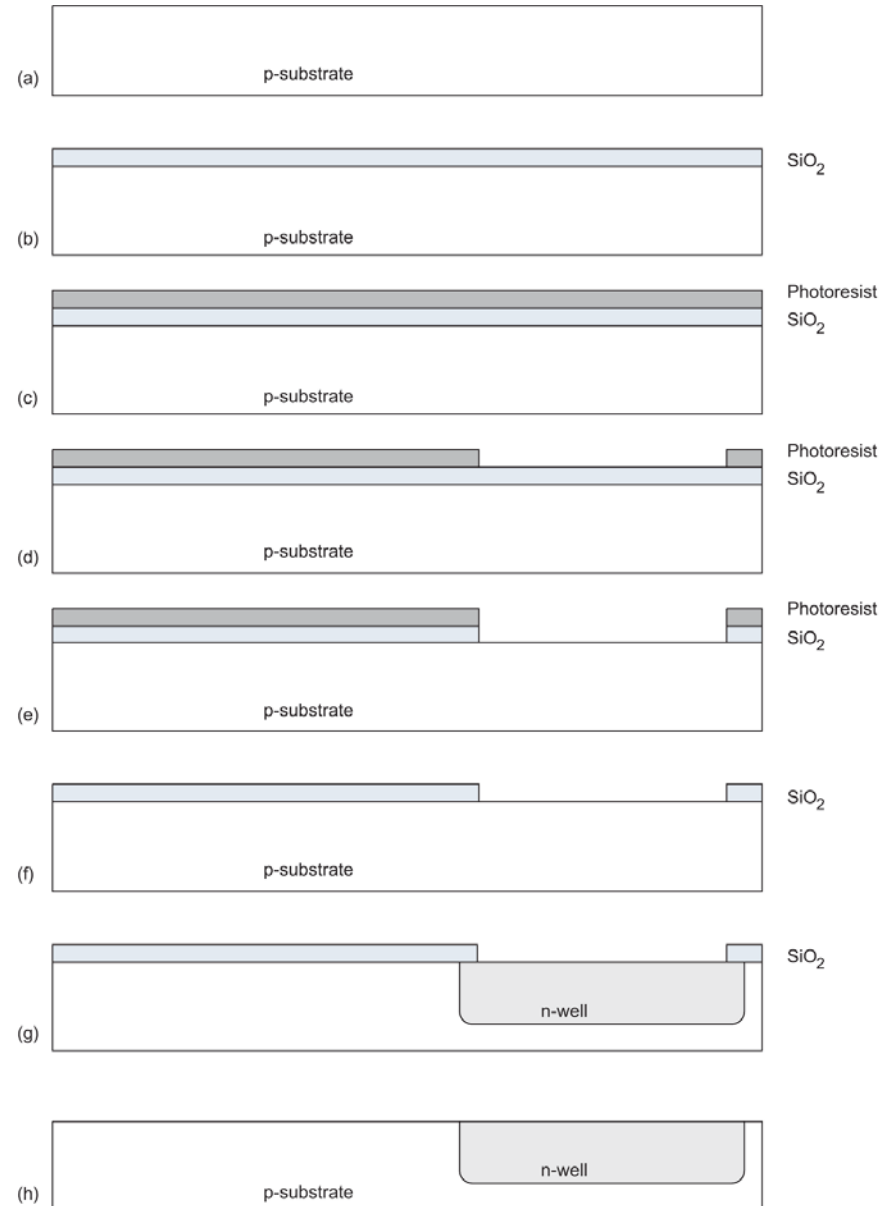 p-substrate
(a)
SiO2
p-substrate
(b)
Photoresist
SiO2
p-substrate
(c)
Photoresist
SiO2
p-substrate
(d)
Photoresist
SiO2
p-substrate
(e)
SiO2
p-substrate
(f)
SiO2
n-well
(g)
n-well
p-substrate
(h)